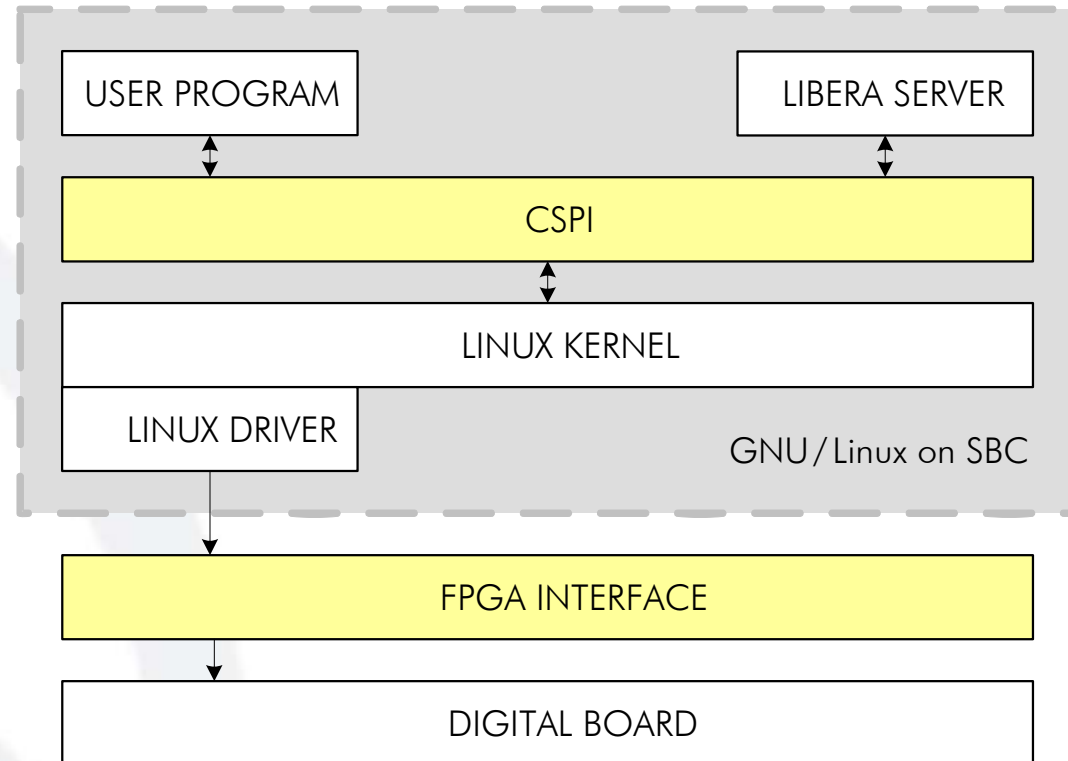 USER PROGRAM
LIBERA SERVER
CSPI
LINUX KERNEL
LINUX DRIVER
GNU/Linux on SBC
FPGA INTERFACE
DIGITAL BOARD